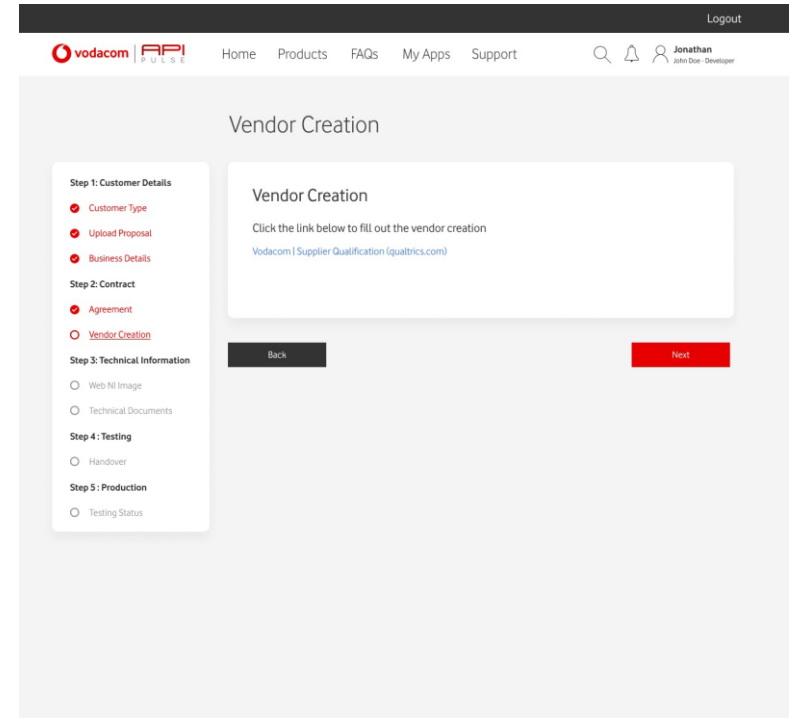 Logout
vodacom | API PULSE Home Products FAQs My Apps Support Jonathan
John Doe - Developer
Vendor Creation
Step 1: Customer Details
Customer Type
Upload Proposal
Business Details
Step 2: Contract
Agreement
Vendor Creation
Step 3: Technical Information
Web NI Image
Technical Documents
Step 4 : Testing
Handover
Step 5 : Production
Testing Status
Vendor Creation
Click the link below to fill out the vendor creation
Vodacom | Supplier Qualification (qualtrics.com)
Back Next